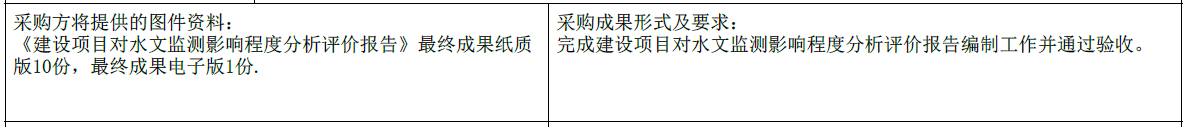 采购方将提供的图件资料：
《建设项目对水文监测影响程度分析评价报告》最终成果纸质
版10份，最终成果电子版1份.
采购成果形式及要求：
完成建设项目对水文监测影响程度分析评价报告编制工作并通过验收。